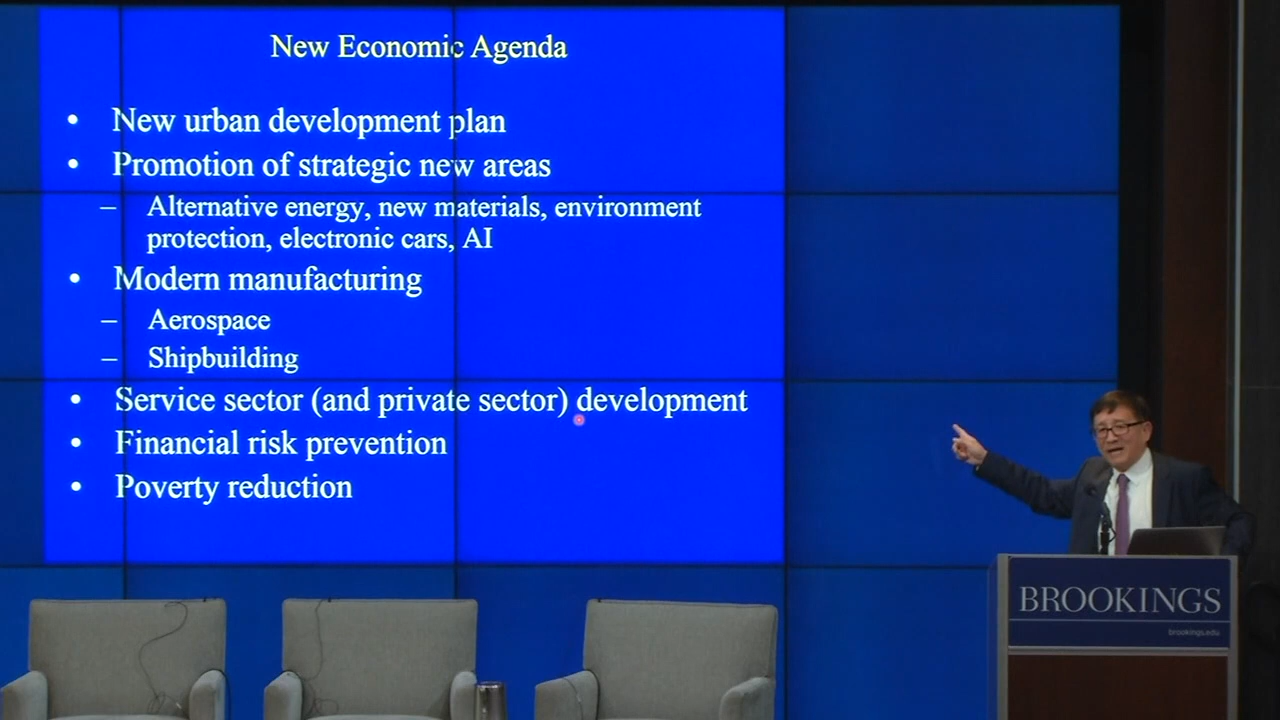 New Economic Agenda
• New urban development plan
• Promotion of strategic new areas
– Alternative energy, new materials, environment
protection, electronic cars, AI
• Modern manufacturing
– Aerospace
– Shipbuilding
• Service sector (and private sector) development
• Financial risk prevention
• Poverty reduction
BROOKINGS
brookings.edu